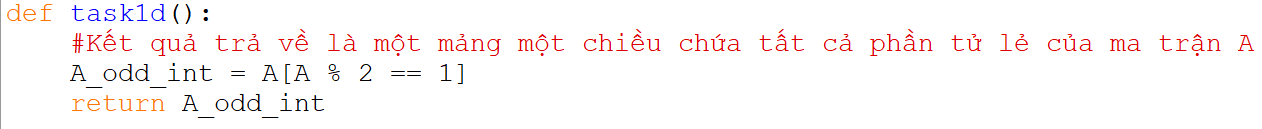 def task1d():
    #Kết quả trả về là một mảng một chiều chứa tất cả phần tử lẻ của ma trận A
    A_odd_int = A[A % 2 == 1]
    return A_odd_int